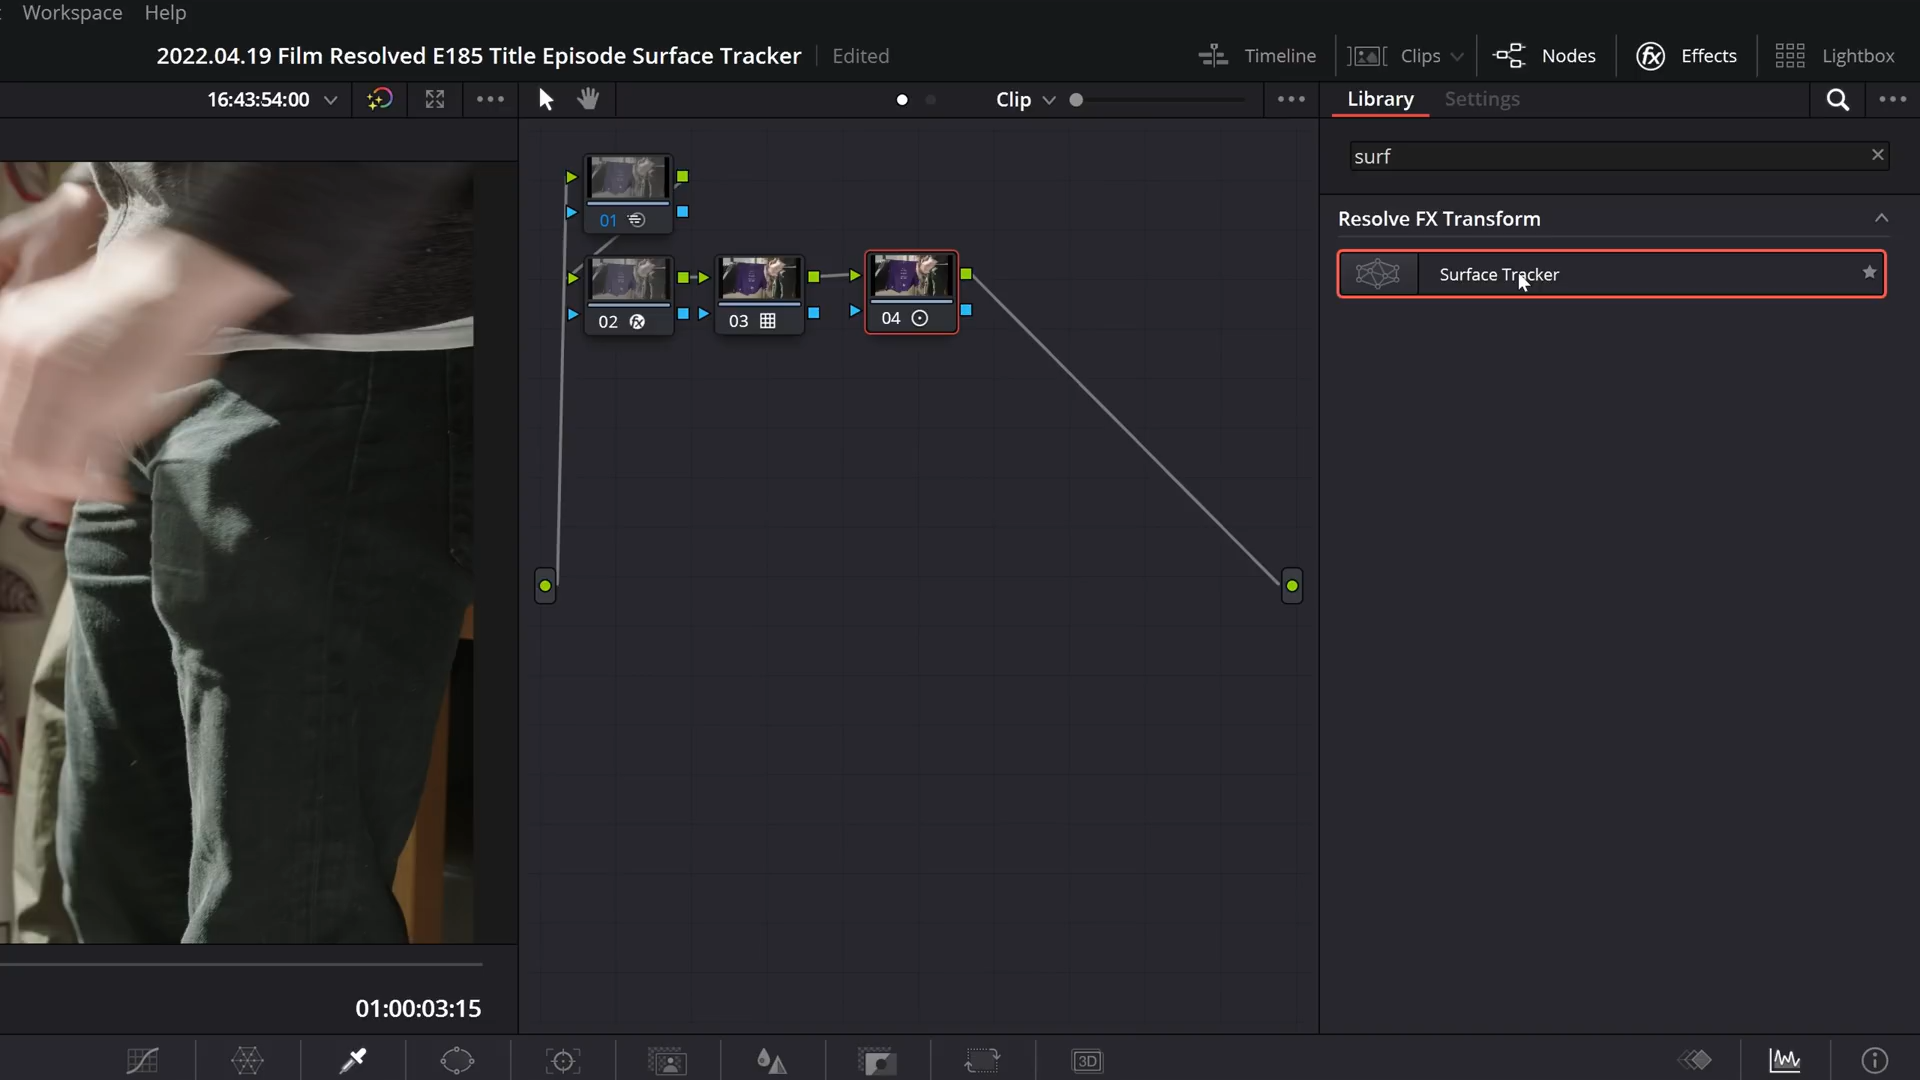 Workspace Help
2022.04.19 Film Resolved E185 Title Episode Surface Tracker Edited Timeline Clips Nodes Effects Lightbox
16:43:54:00 Clip Library Settings
surf
Resolve FX Transform
01
Surface Tracker
02 03 04
01:00:03:15
3D